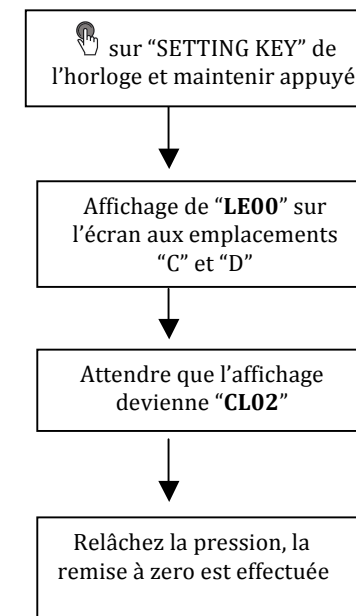 sur “SETTING KEY” de
l’horloge et maintenir appuyé
Affichage de “LE00” sur
l’écran aux emplacements
“C” et “D”
Attendre que l’affichage
devienne “CL02”
Relâchez la pression, la
remise à zero est effectuée